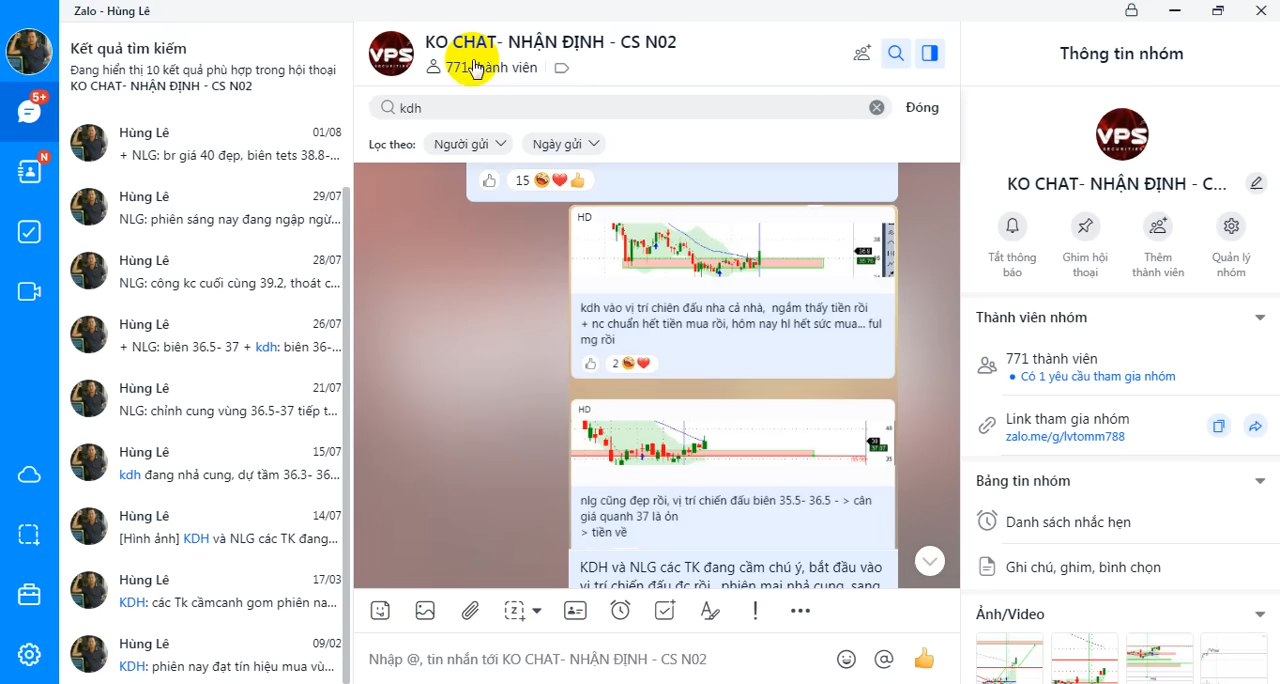 Zalo - Hùng Lê
Kết quả tìm kiếm
Đang hiển thị 10 kết quả phù hợp trong hội thoại
KO CHAT- NHẬN ĐỊNH - CS N02
Hùng Lê 01/08
+ NLG: br giá 40 đẹp, biên tets 38.8-...
Hùng Lê 29/07
NLG: phiên sáng nay đang ngập ngừ...
Hùng Lê 28/07
NLG: công kc cuối cùng 39.2, thoát c...
Hùng Lê 26/07
+ NLG: biên 36.5- 37 + kdh: biên 36-...
Hùng Lê 21/07
NLG: chỉnh cung vùng 36.5-37 tiếp t...
Hùng Lê 15/07
kdh đang nhả cung, dự tầm 36.3- 36...
Hùng Lê 14/07
[Hình ảnh] KDH và NLG các TK đang...
Hùng Lê 17/03
KDH: các Tk cầmcanh gom phiên na...
Hùng Lê 09/02
KDH: phiên nay đạt tín hiệu mua vù...
5+
N
VPS
SECURITIES
KO CHAT- NHẬN ĐỊNH - CS N02
771 thành viên
kdh
Đóng
Lọc theo: Người gửi Ngày gửi
15
HD
kdh vào vị trí chiên đấu nha cả nhà, ngắm thấy tiền rồi
+ nc chuẩn hết tiền mua rồi, hôm nay hl hết sức mua... ful
mg rồi
2
HD
nlg cũng đẹp rồi, vị trí chiến đấu biên 35.5- 36.5 - > cân
giá quanh 37 là ỏn
> tiền về
KDH và NLG các TK đang cầm chú ý, bắt đầu vào
vị trí chiến đấu đc rồi, phiên mai nhả cung, sang
Nhập @, tin nhắn tới KO CHAT- NHẬN ĐỊNH - CS N02
Thông tin nhóm
VPS
SECURITIES
KO CHAT- NHẬN ĐỊNH - C...
Tắt thông báo
Ghim hội thoại
Thêm thành viên
Quản lý nhóm
Thành viên nhóm
771 thành viên
• Có 1 yêu cầu tham gia nhóm
Link tham gia nhóm
zalo.me/g/lvtomm788
Bảng tin nhóm
Danh sách nhắc hẹn
Ghi chú, ghim, bình chọn
Ảnh/Video